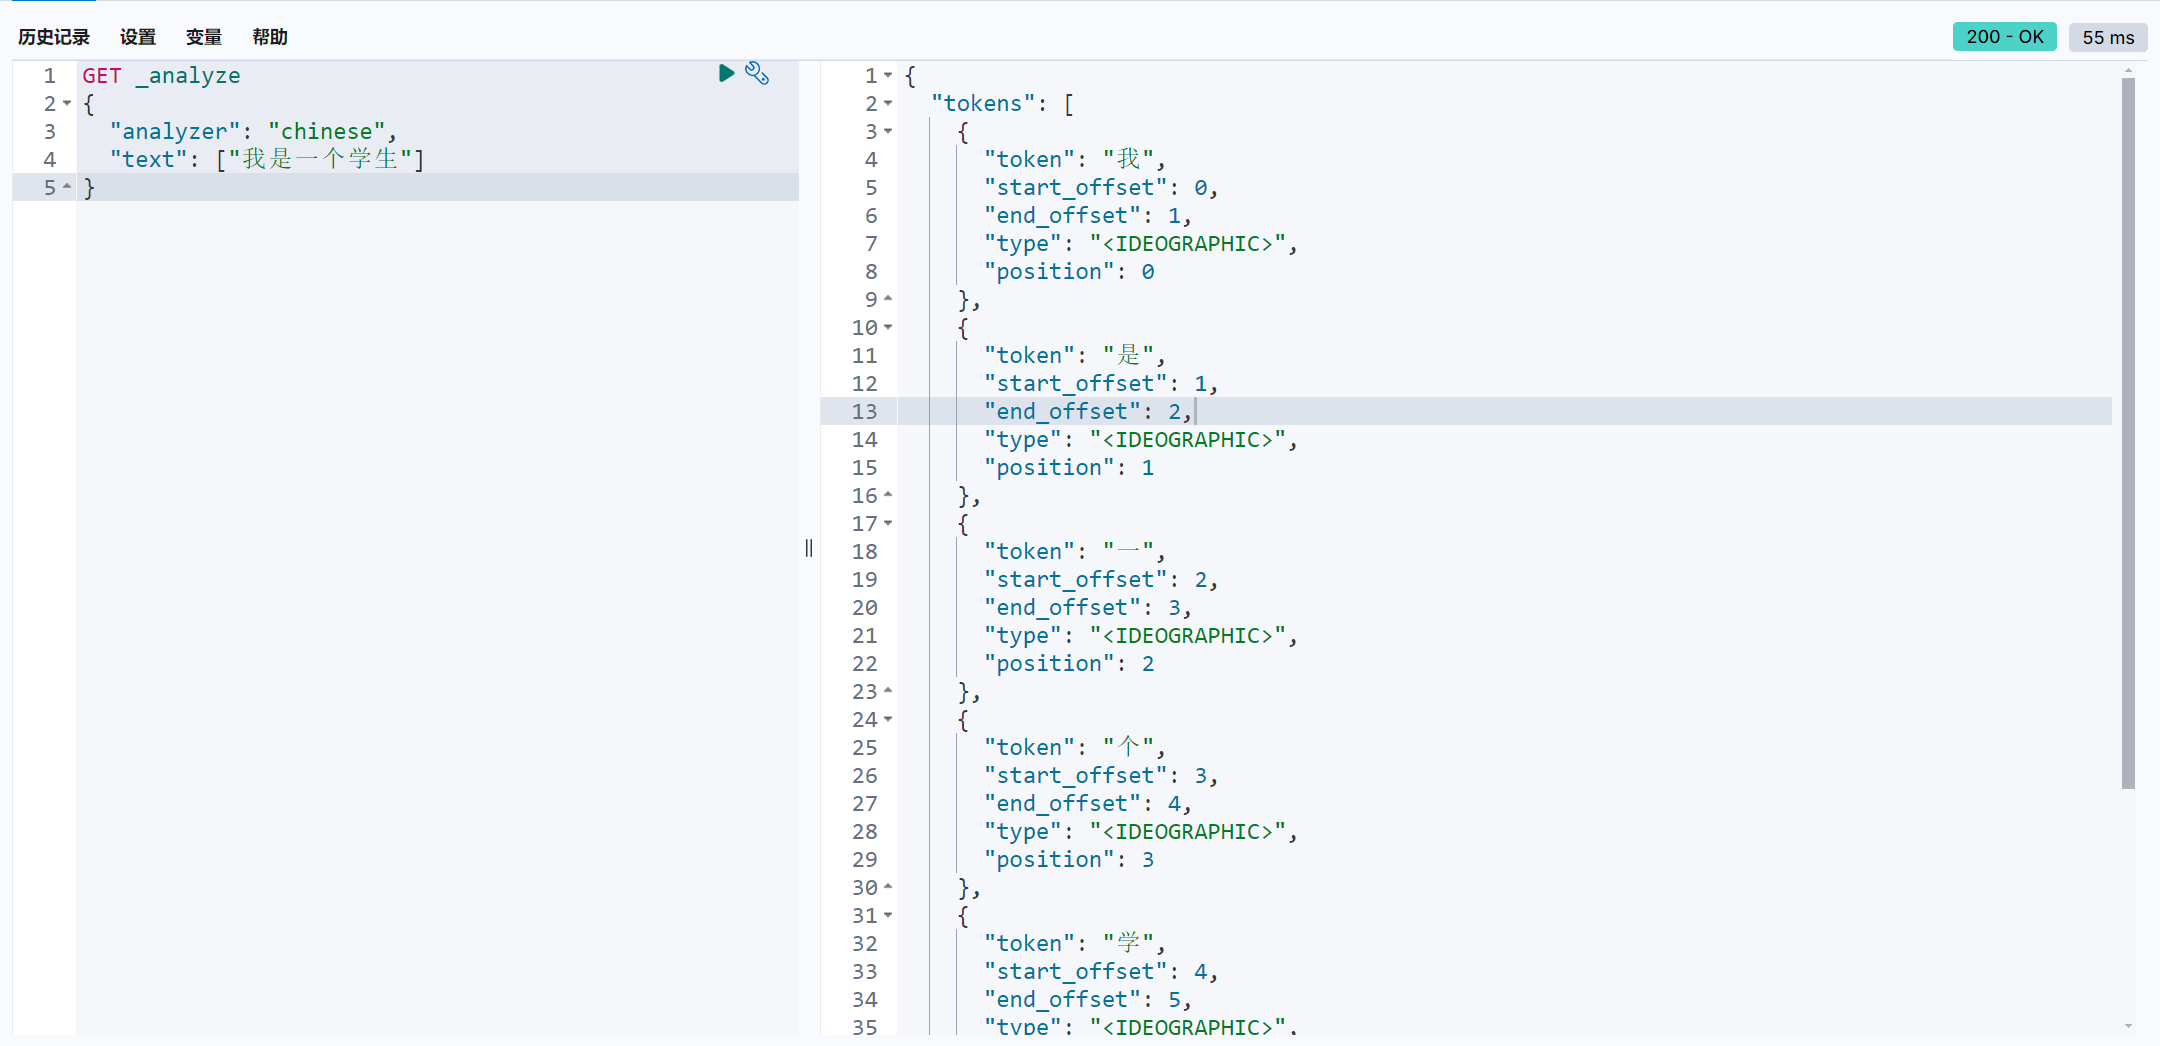 历史记录 设置 变量 帮助 200 - OK 55 ms
1 GET _analyze
2 {
3 "analyzer": "chinese",
4 "text": ["我是一个学生"]
5 }
1 {
2 "tokens": [
3 {
4 "token": "我",
5 "start_offset": 0,
6 "end_offset": 1,
7 "type": "<IDEOGRAPHIC>",
8 "position": 0
9 },
10 {
11 "token": "是",
12 "start_offset": 1,
13 "end_offset": 2,
14 "type": "<IDEOGRAPHIC>",
15 "position": 1
16 },
17 {
18 "token": "一",
19 "start_offset": 2,
20 "end_offset": 3,
21 "type": "<IDEOGRAPHIC>",
22 "position": 2
23 },
24 {
25 "token": "个",
26 "start_offset": 3,
27 "end_offset": 4,
28 "type": "<IDEOGRAPHIC>",
29 "position": 3
30 },
31 {
32 "token": "学",
33 "start_offset": 4,
34 "end_offset": 5,
35 "type": "<IDEOGRAPHIC>",